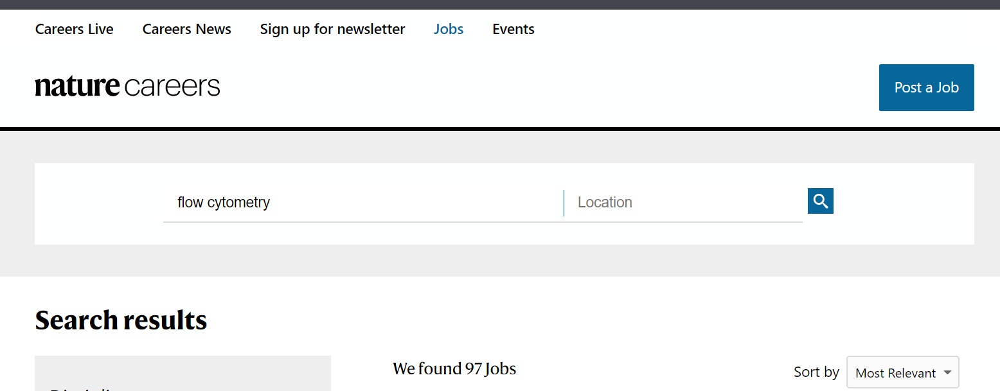 Careers Live Careers News Sign up for newsletter Jobs Events
nature careers
Post a Job
flow cytometry Location
Search results
We found 97 Jobs
Sort by Most Relevant